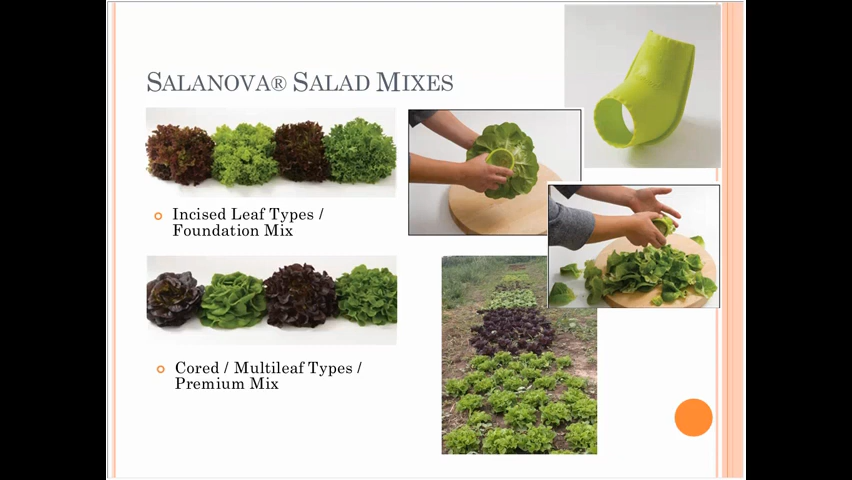 SALANOVA® SALAD MIXES
Incised Leaf Types /
Foundation Mix
Cored / Multileaf Types /
Premium Mix